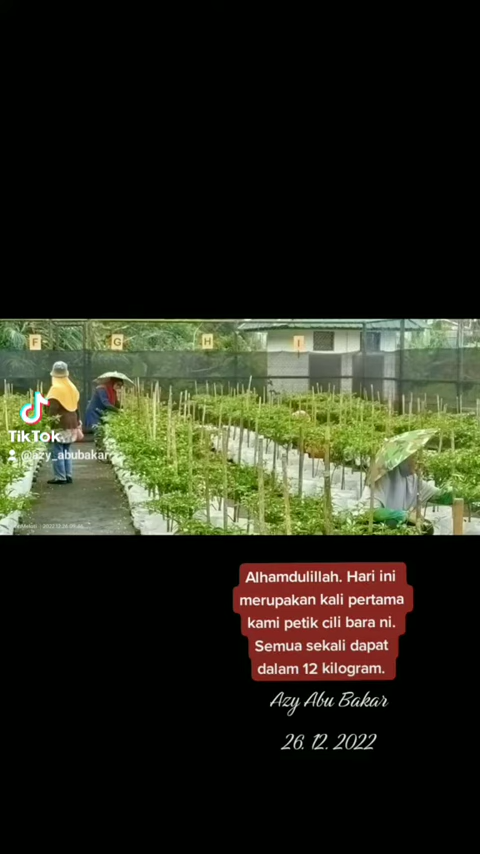 F G H I
TikTok
@azy_abubakar
Alhamdulillah. Hari ini
merupakan kali pertama
kami petik cili bara ni.
Semua sekali dapat
dalam 12 kilogram.
Azy Abu Bakar
26. 12. 2022